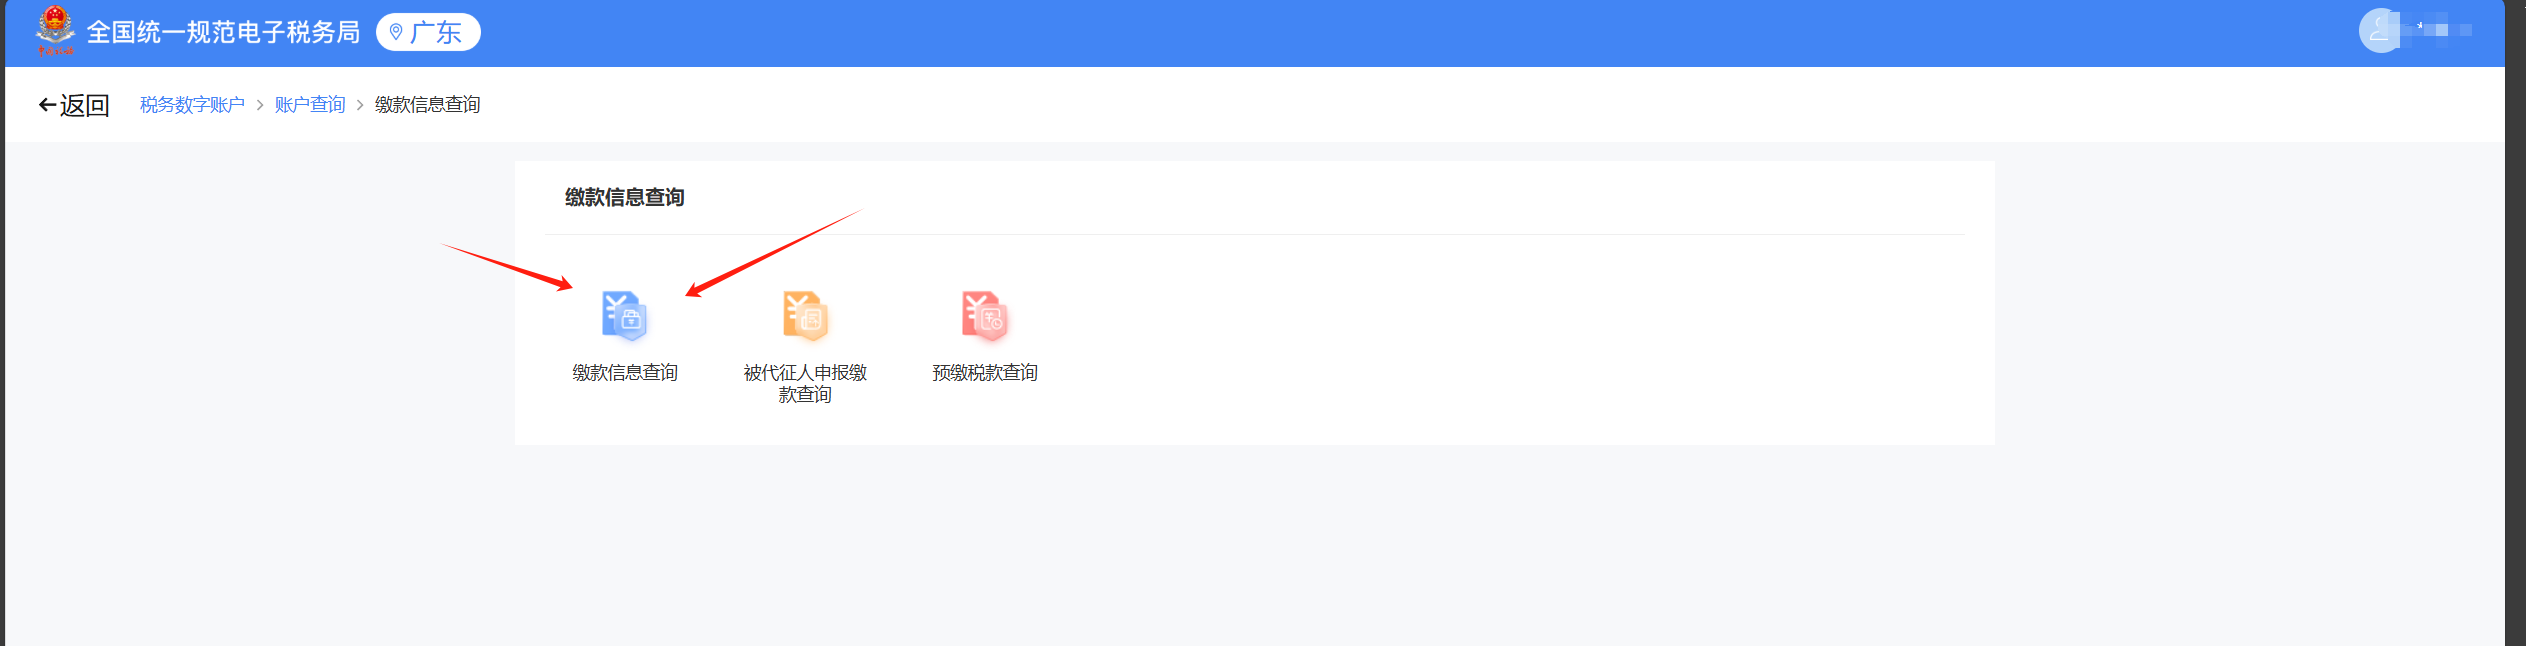 全国统一规范电子税务局 广东
返回 税务数字账户 > 账户查询 > 缴款信息查询
缴款信息查询
缴款信息查询
被代征人申报缴
款查询
预缴税款查询